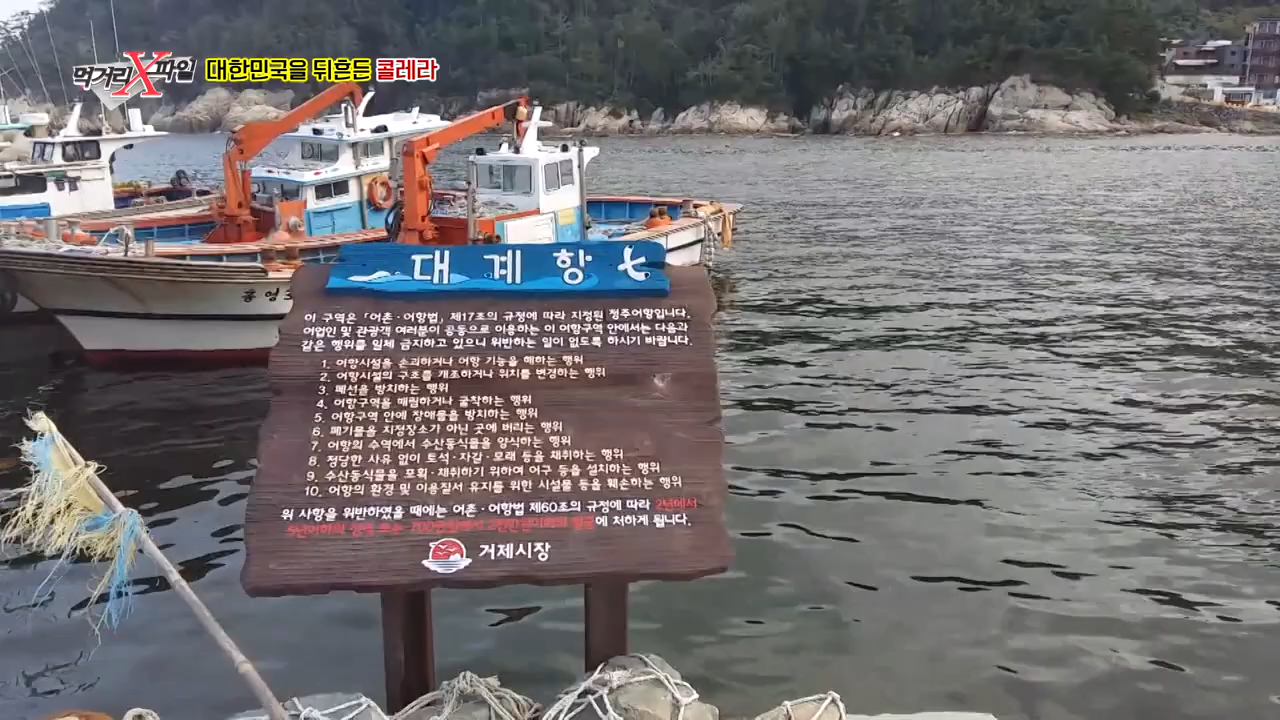 먹거리X파일 대한민국을 뒤흔든 콜레라
대계항
홍영호
이 구역은 「어촌·어항법」 제17조의 규정에 따라 지정된 정주어항입니다.
어업인 및 관광객 여러분이 공동으로 이용하는 이 어항구역 안에서는 다음과
같은 행위를 일체 금지하고 있으니 위반하는 일이 없도록 하시기 바랍니다.
1. 어항시설을 손괴하거나 어항 기능을 해하는 행위
2. 어항시설의 구조를 개조하거나 위치를 변경하는 행위
3. 폐선을 방치하는 행위
4. 어항구역을 매립하거나 굴착하는 행위
5. 어항구역 안에 장애물을 방치하는 행위
6. 폐기물을 지정장소가 아닌 곳에 버리는 행위
7. 어항의 수역에서 수산동식물을 양식하는 행위
8. 정당한 사유 없이 토석·자갈·모래 등을 채취하는 행위
9. 수산동식물을 포획·채취하기 위하여 어구 등을 설치하는 행위
10. 어항의 환경 및 이용질서 유지를 위한 시설물 등을 훼손하는 행위
위 사항을 위반하였을 때에는 어촌·어항법 제60조의 규정에 따라 2년에서
5년이하의 징역 또는 에 처하게 됩니다.
거제시장